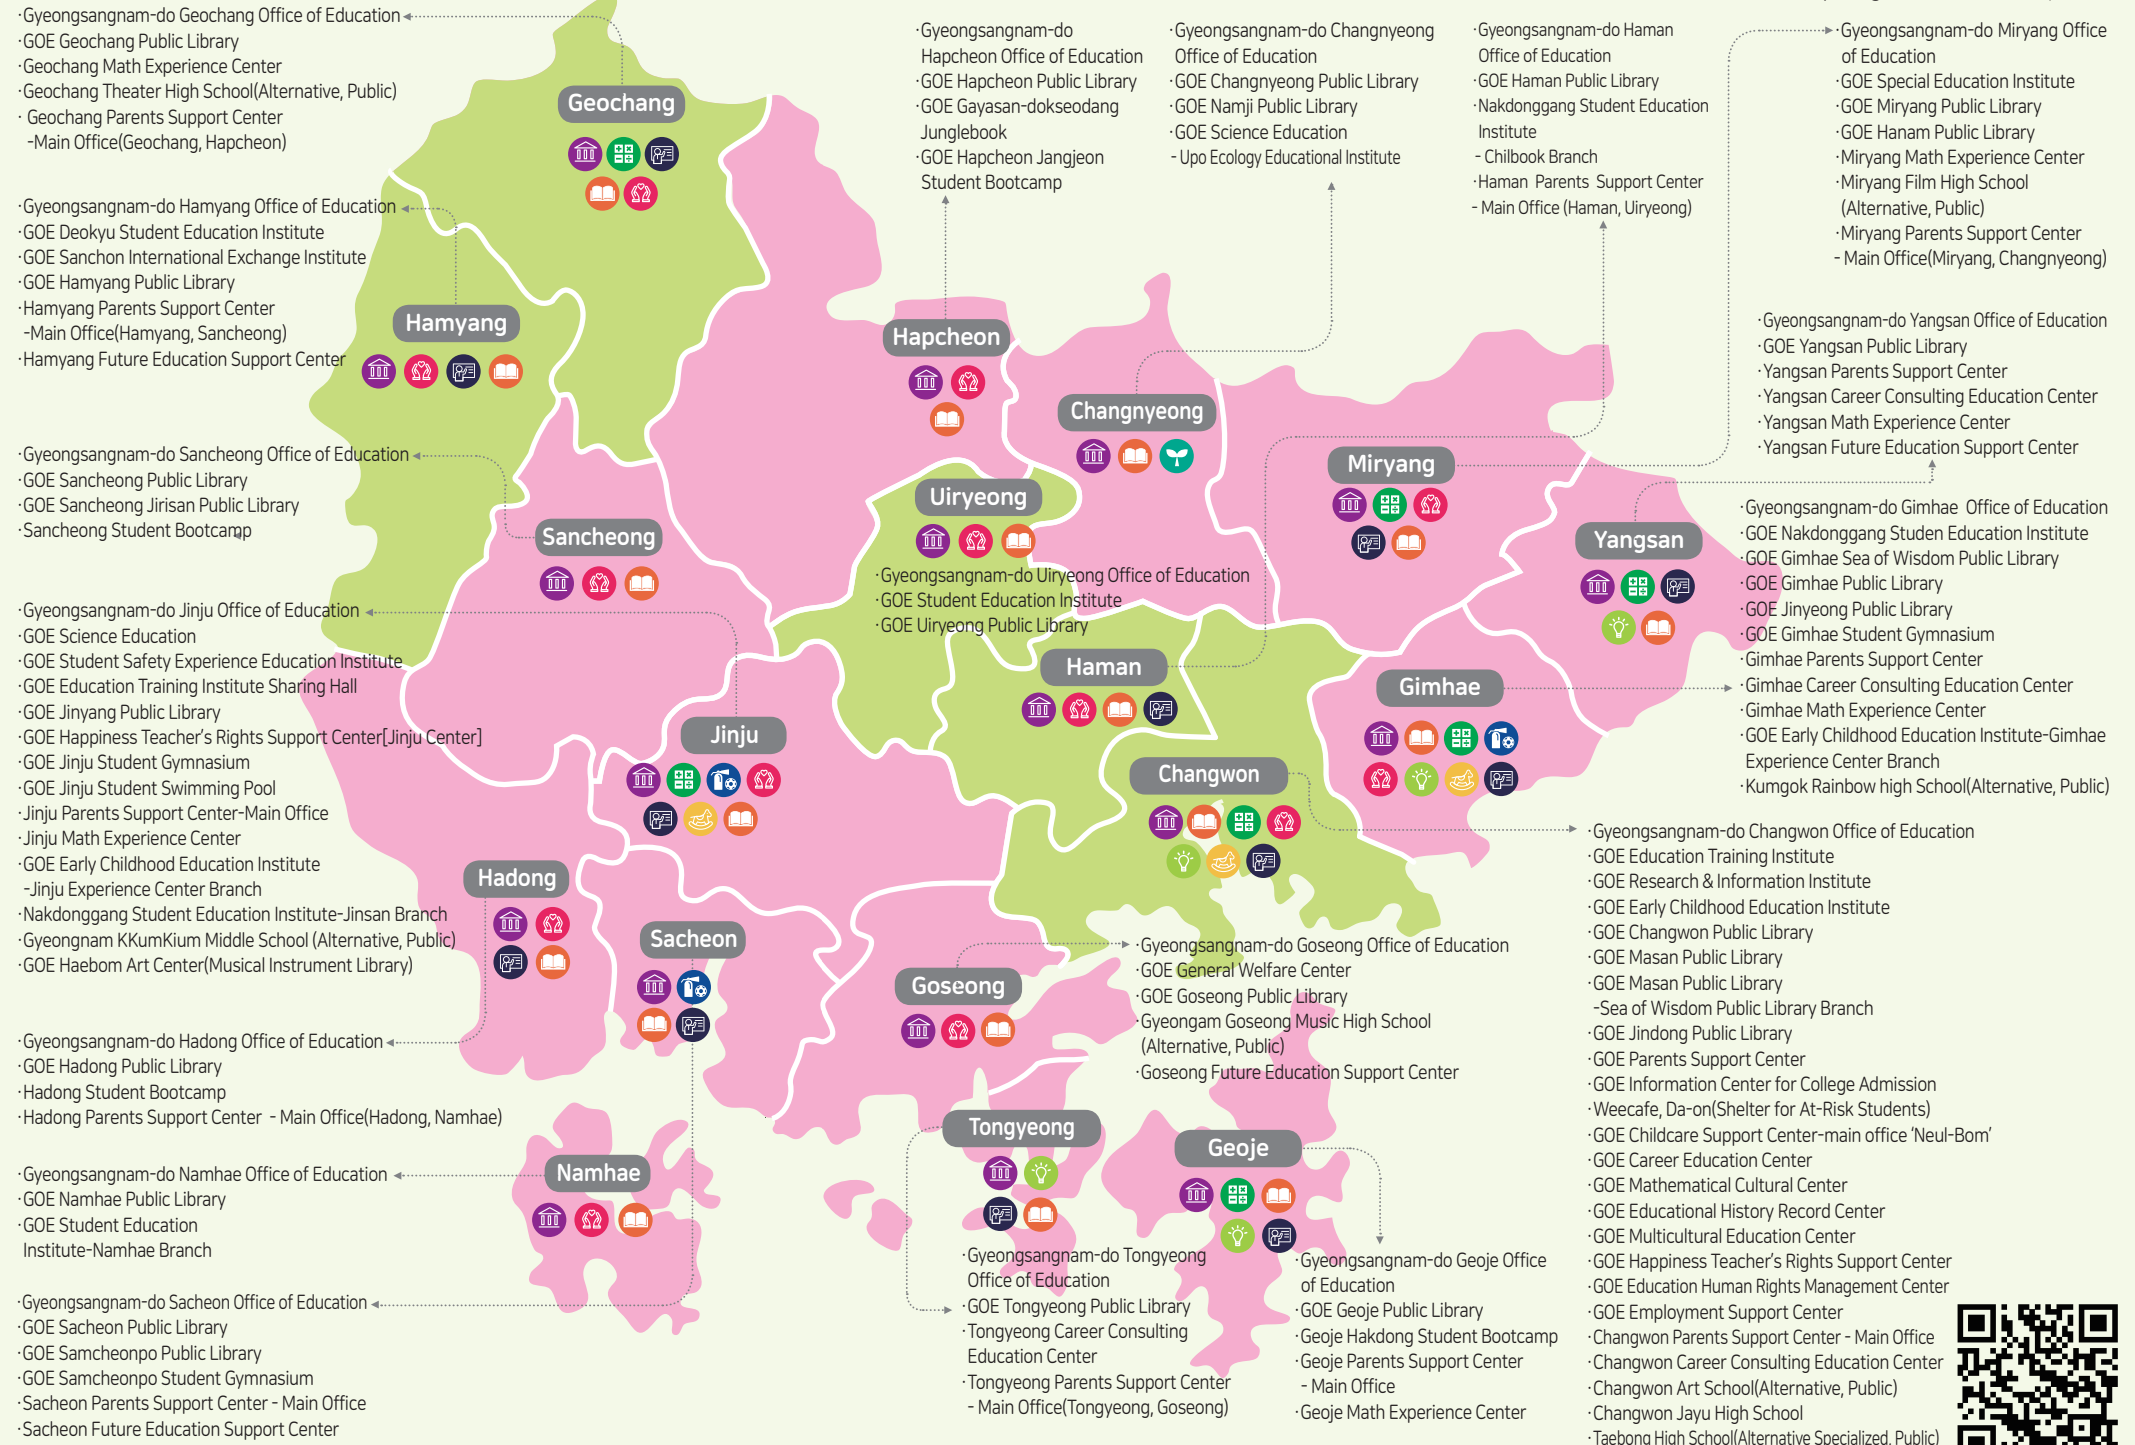 ·Gyeongsangnam-do Geochang Office of Education
·GOE Geochang Public Library
·Geochang Math Experience Center
·Geochang Theater High School(Alternative, Public)
· Geochang Parents Support Center
-Main Office(Geochang, Hapcheon)
·Gyeongsangnam-do Hamyang Office of Education
·GOE Deokyu Student Education Institute
·GOE Sanchon International Exchange Institute
·GOE Hamyang Public Library
·Hamyang Parents Support Center
-Main Office(Hamyang, Sancheong)
·Hamyang Future Education Support Center
·Gyeongsangnam-do Sancheong Office of Education
·GOE Sancheong Public Library
·GOE Sancheong Jirisan Public Library
·Sancheong Student Bootcamp
·Gyeongsangnam-do Jinju Office of Education
·GOE Science Education
·GOE Student Safety Experience Education Institute
·GOE Education Training Institute Sharing Hall
·GOE Jinyang Public Library
·GOE Happiness Teacher's Rights Support Center[Jinju Center]
·GOE Jinju Student Gymnasium
·GOE Jinju Student Swimming Pool
·Jinju Parents Support Center-Main Office
·Jinju Math Experience Center
·GOE Early Childhood Education Institute
-Jinju Experience Center Branch
·Nakdonggang Student Education Institute-Jinsan Branch
·Gyeongnam KKumKium Middle School (Alternative, Public)
·GOE Haebom Art Center(Musical Instrument Library)
·Gyeongsangnam-do Hadong Office of Education
·GOE Hadong Public Library
·Hadong Student Bootcamp
·Hadong Parents Support Center - Main Office(Hadong, Namhae)
·Gyeongsangnam-do Namhae Office of Education
·GOE Namhae Public Library
·GOE Student Education
Institute-Namhae Branch
·Gyeongsangnam-do Sacheon Office of Education
·GOE Sacheon Public Library
·GOE Samcheonpo Public Library
·GOE Samcheonpo Student Gymnasium
·Sacheon Parents Support Center - Main Office
·Sacheon Future Education Support Center
·Gyeongsangnam-do
Hapcheon Office of Education
·GOE Hapcheon Public Library
·GOE Gayasan-dokseodang
Junglebook
·GOE Hapcheon Jangjeon
Student Bootcamp
·Gyeongsangnam-do Changnyeong
Office of Education
·GOE Changnyeong Public Library
·GOE Namji Public Library
·GOE Science Education
- Upo Ecology Educational Institute
·Gyeongsangnam-do Haman
Office of Education
·GOE Haman Public Library
·Nakdonggang Student Education
Institute
- Chilbook Branch
·Haman Parents Support Center
- Main Office (Haman, Uiryeong)
·Gyeongsangnam-do Miryang Office
of Education
·GOE Special Education Institute
·GOE Miryang Public Library
·GOE Hanam Public Library
·Miryang Math Experience Center
·Miryang Film High School
(Alternative, Public)
·Miryang Parents Support Center
- Main Office(Miryang, Changnyeong)
·Gyeongsangnam-do Yangsan Office of Education
·GOE Yangsan Public Library
·Yangsan Parents Support Center
·Yangsan Career Consulting Education Center
·Yangsan Math Experience Center
·Yangsan Future Education Support Center
·Gyeongsangnam-do Gimhae Office of Education
·GOE Nakdonggang Studen Education Institute
·GOE Gimhae Sea of Wisdom Public Library
·GOE Gimhae Public Library
·GOE Jinyeong Public Library
·GOE Gimhae Student Gymnasium
·Gimhae Parents Support Center
·Gimhae Career Consulting Education Center
·Gimhae Math Experience Center
·GOE Early Childhood Education Institute-Gimhae
Experience Center Branch
·Kumgok Rainbow high School(Alternative, Public)
·Gyeongsangnam-do Changwon Office of Education
·GOE Education Training Institute
·GOE Research & Information Institute
·GOE Early Childhood Education Institute
·GOE Changwon Public Library
·GOE Masan Public Library
·GOE Masan Public Library
-Sea of Wisdom Public Library Branch
·GOE Jindong Public Library
·GOE Parents Support Center
·GOE Information Center for College Admission
·Weecafe, Da-on(Shelter for At-Risk Students)
·GOE Childcare Support Center-main office 'Neul-Bom'
·GOE Career Education Center
·GOE Mathematical Cultural Center
·GOE Educational History Record Center
·GOE Multicultural Education Center
·GOE Happiness Teacher's Rights Support Center
·GOE Education Human Rights Management Center
·GOE Employment Support Center
·Changwon Parents Support Center - Main Office
·Changwon Career Consulting Education Center
·Changwon Art School(Alternative, Public)
·Changwon Jayu High School
·Taebong High School(Alternative Specialized, Public)
Geochang
Hamyang
Hapcheon
Changnyeong
Miryang
Uiryeong
·Gyeongsangnam-do Uiryeong Office of Education
·GOE Student Education Institute
·GOE Uiryeong Public Library
Sancheong
Yangsan
Haman
Gimhae
Jinju
Changwon
Hadong
Sacheon
Goseong
·Gyeongsangnam-do Goseong Office of Education
·GOE General Welfare Center
·GOE Goseong Public Library
·Gyeongam Goseong Music High School
(Alternative, Public)
·Goseong Future Education Support Center
Namhae
Tongyeong
·Gyeongsangnam-do Tongyeong
Office of Education
·GOE Tongyeong Public Library
·Tongyeong Career Consulting
Education Center
·Tongyeong Parents Support Center
- Main Office(Tongyeong, Goseong)
Geoje
·Gyeongsangnam-do Geoje Office
of Education
·GOE Geoje Public Library
·Geoje Hakdong Student Bootcamp
·Geoje Parents Support Center
- Main Office
·Geoje Math Experience Center